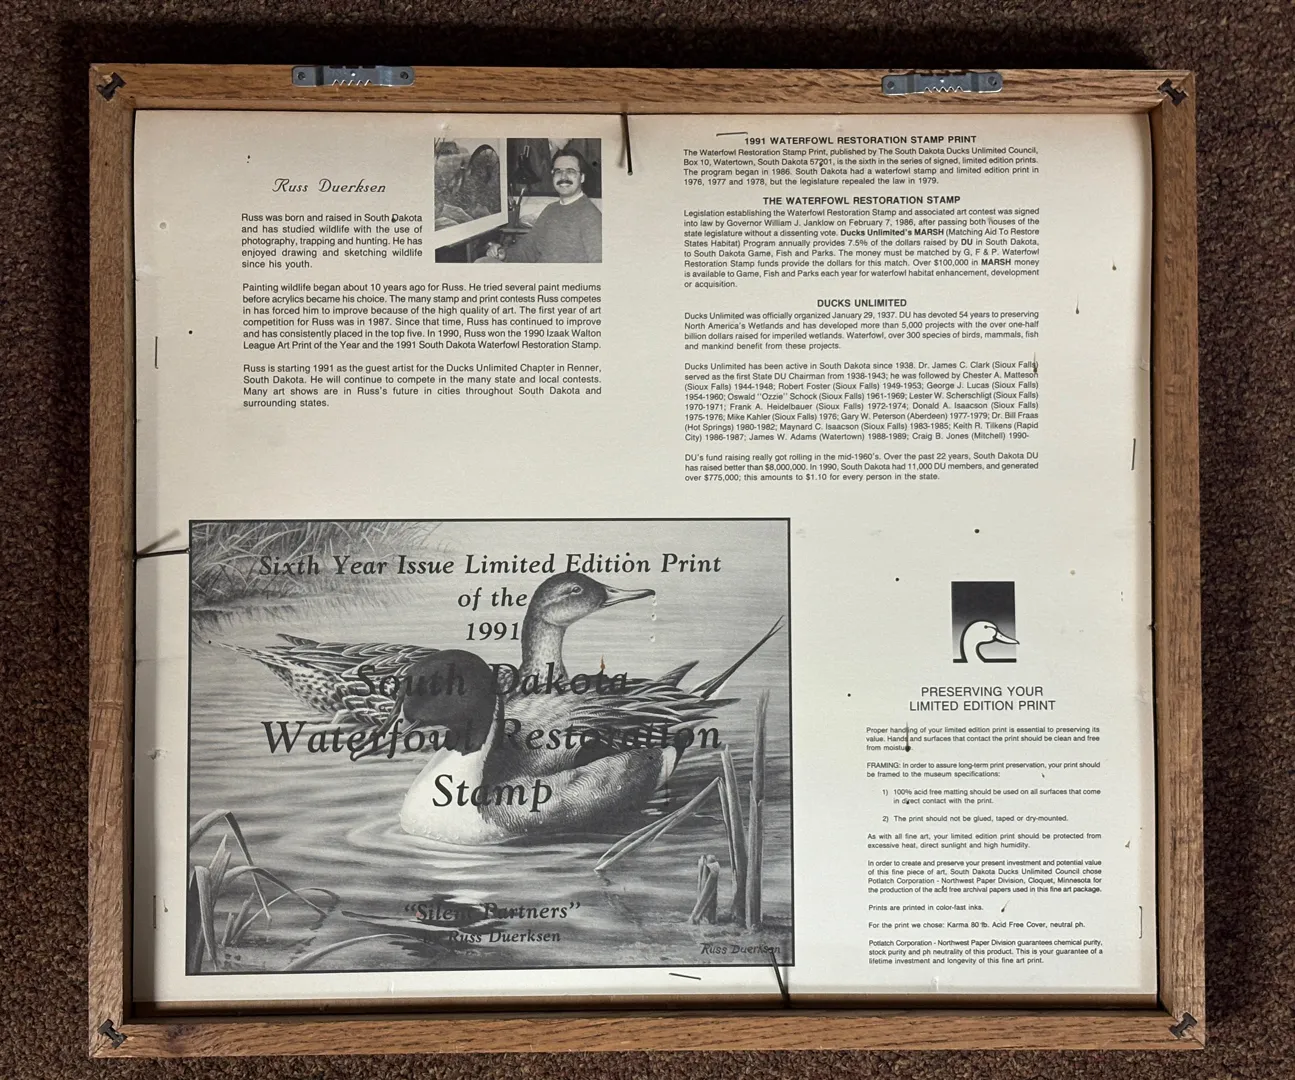 Russ Duerksen
Russ was born and raised in South Dakota
and has studied wildlife with the use of
photography, trapping and hunting. He has
enjoyed drawing and sketching wildlife
since his youth.
Painting wildlife began about 10 years ago for Russ. He tried several paint mediums
before acrylics became his choice. The many stamp and print contests Russ competes
in has forced him to improve because of the high quality of art. The first year of art
competition for Russ was in 1987. Since that time, Russ has continued to improve
and has consistently placed in the top five. In 1990, Russ won the 1990 Izaak Walton
League Art Print of the Year and the 1991 South Dakota Waterfowl Restoration Stamp.
Russ is starting 1991 as the guest artist for the Ducks Unlimited Chapter in Renner,
South Dakota. He will continue to compete in the many state and local contests.
Many art shows are in Russ's future in cities throughout South Dakota and
surrounding states.
1991 WATERFOWL RESTORATION STAMP PRINT
The Waterfowl Restoration Stamp Print, published by The South Dakota Ducks Unlimited Council,
Box 10, Watertown, South Dakota 57201, is the sixth in the series of signed, limited edition prints.
The program began in 1986. South Dakota had a waterfowl stamp and limited edition print in
1976, 1977 and 1978, but the legislature repealed the law in 1979.
THE WATERFOWL RESTORATION STAMP
Legislation establishing the Waterfowl Restoration Stamp and associated art contest was signed
into law by Governor William J. Janklow on February 7, 1986, after passing both houses of the
state legislature without a dissenting vote. Ducks Unlimited's MARSH (Matching Aid To Restore
States Habitat) Program annually provides 7.5% of the dollars raised by DU in South Dakota,
to South Dakota Game, Fish and Parks. The money must be matched by G, F & P. Waterfowl
Restoration Stamp funds provide the dollars for this match. Over $100,000 in MARSH money
is available to Game, Fish and Parks each year for waterfowl habitat enhancement, development
or acquisition.
DUCKS UNLIMITED
Ducks Unlimited was officially organized January 29, 1937. DU has devoted 54 years to preserving
North America's Wetlands and has developed more than 5,000 projects with the over one-half
billion dollars raised for imperiled wetlands. Waterfowl, over 300 species of birds, mammals, fish
and mankind benefit from these projects.
Ducks Unlimited has been active in South Dakota since 1938. Dr. James C. Clark (Sioux Falls)
served as the first State DU Chairman from 1938-1943; he was followed by Chester A. Matteson
(Sioux Falls) 1944-1948; Robert Foster (Sioux Falls) 1949-1953; George J. Lucas (Sioux Falls)
1954-1960; Oswald "Ozzie" Schock (Sioux Falls) 1961-1969; Lester W. Scherschligt (Sioux Falls)
1970-1971; Frank A. Heidelbauer (Sioux Falls) 1972-1974; Donald A. Isaacson (Sioux Falls)
1975-1976; Mike Kahler (Sioux Falls) 1976; Gary W. Peterson (Aberdeen) 1977-1979; Dr. Bill Fraas
(Hot Springs) 1980-1982; Maynard C. Isaacson (Sioux Falls) 1983-1985; Keith R. Tilkens (Rapid
City) 1986-1987; James W. Adams (Watertown) 1988-1989; Craig B. Jones (Mitchell) 1990-
DU's fund raising really got rolling in the mid-1960's. Over the past 22 years, South Dakota DU
has raised better than $8,000,000. In 1990, South Dakota had 11,000 DU members, and generated
over $775,000; this amounts to $1.10 for every person in the state.
Sixth Year Issue Limited Edition Print
of the
1991
South Dakota
Waterfowl Restoration
Stamp
"Silent Partners"
by Russ Duerksen
Russ Duerksen
PRESERVING YOUR
LIMITED EDITION PRINT
Proper handling of your limited edition print is essential to preserving its
value. Hands and surfaces that contact the print should be clean and free
from moisture.
FRAMING: In order to assure long-term print preservation, your print should
be framed to the museum specifications:
1) 100% acid free matting should be used on all surfaces that come
in direct contact with the print.
2) The print should not be glued, taped or dry-mounted.
As with all fine art, your limited edition print should be protected from
excessive heat, direct sunlight and high humidity.
In order to create and preserve your present investment and potential value
of this fine piece of art, South Dakota Ducks Unlimited Council chose
Potlatch Corporation - Northwest Paper Division, Cloquet, Minnesota for
the production of the acid free archival papers used in this fine art package.
Prints are printed in color-fast inks.
For the print we chose: Karma 80 lb. Acid Free Cover, neutral ph.
Potlatch Corporation - Northwest Paper Division guarantees chemical purity,
stock purity and ph neutrality of this product. This is your guarantee of a
lifetime investment and longevity of this fine art print.